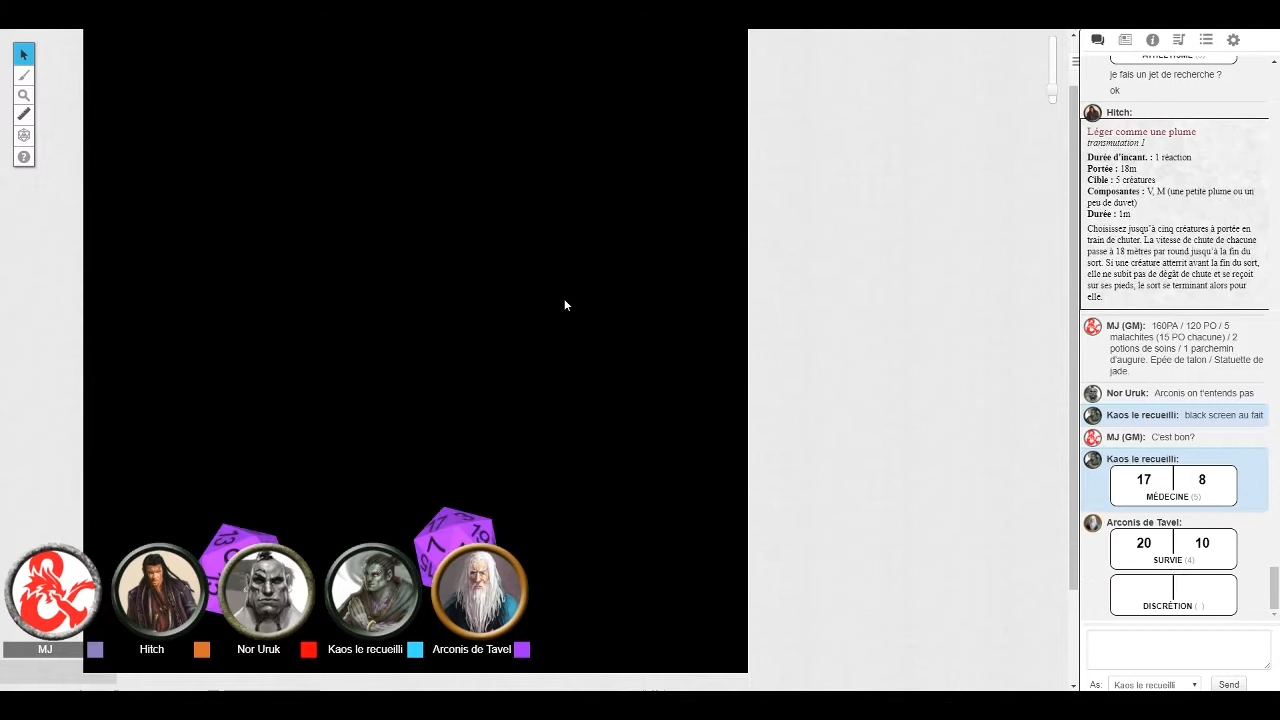 je fais un jet de recherche ?
ok
Hitch:
Léger comme une plume
transmutation 1
Durée d'incant. : 1 réaction
Portée : 18m
Cible : 5 créatures
Composantes : V, M (une petite plume ou un
peu de duvet)
Durée : 1m
Choisissez jusqu'à cinq créatures à portée en
train de chuter. La vitesse de chute de chacune
passe à 18 mètres par round jusqu'à la fin du
sort. Si une créature atterrit avant la fin du sort,
elle ne subit pas de dégât de chute et se reçoit
sur ses pieds, le sort se terminant alors pour
elle.
MJ (GM): 160PA / 120 PO / 5
malachites (15 PO chacune) / 2
potions de soins / 1 parchemin
d'augure. Epée de talon / Statuette de
jade.
Nor Uruk: Arconis on t'entends pas
Kaos le recueilli: black screen au fait
MJ (GM): C'est bon?
Kaos le recueilli:
17 8
MÉDECINE (5)
Arconis de Tavel:
20 10
SURVIE (4)
DISCRÉTION ( )
As: Kaos le recueilli Send
13
17 3 19
7
MJ Hitch Nor Uruk Kaos le recueilli Arconis de Tavel